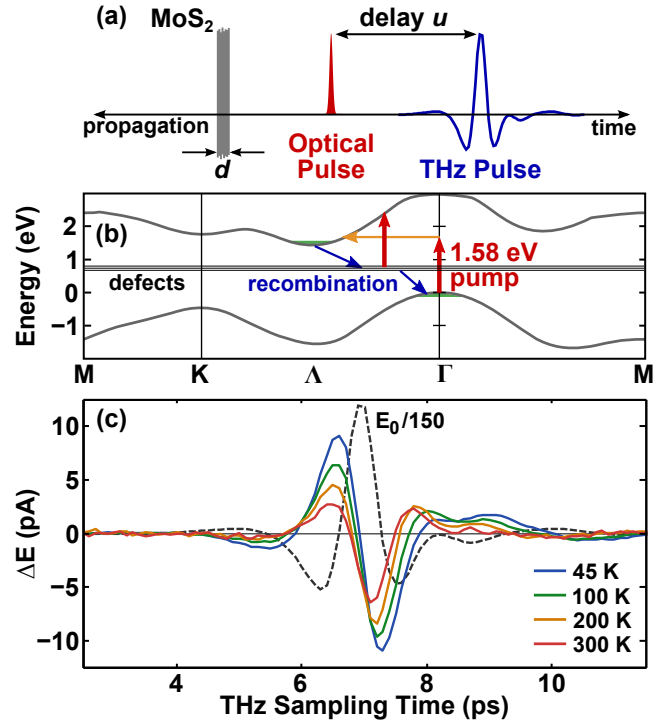 (a)
MoS2
delay u
propagation
time
d
Optical
Pulse
THz Pulse
Energy (eV)
2
1
0
−1
(b)
1.58 eV
pump
defects
recombination
M
K
Λ
Γ
M
(c)
E0/150
ΔE (pA)
10
5
0
−5
−10
45 K
100 K
200 K
300 K
4
6
8
10
THz Sampling Time (ps)